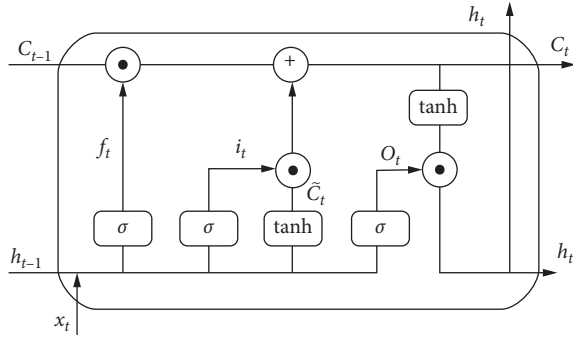 h_t
C_{t–1}
+
C_t
tanh
f_t
i_t
O_t
C̃_t
σ
σ
tanh
σ
h_{t–1}
h_t
x_t